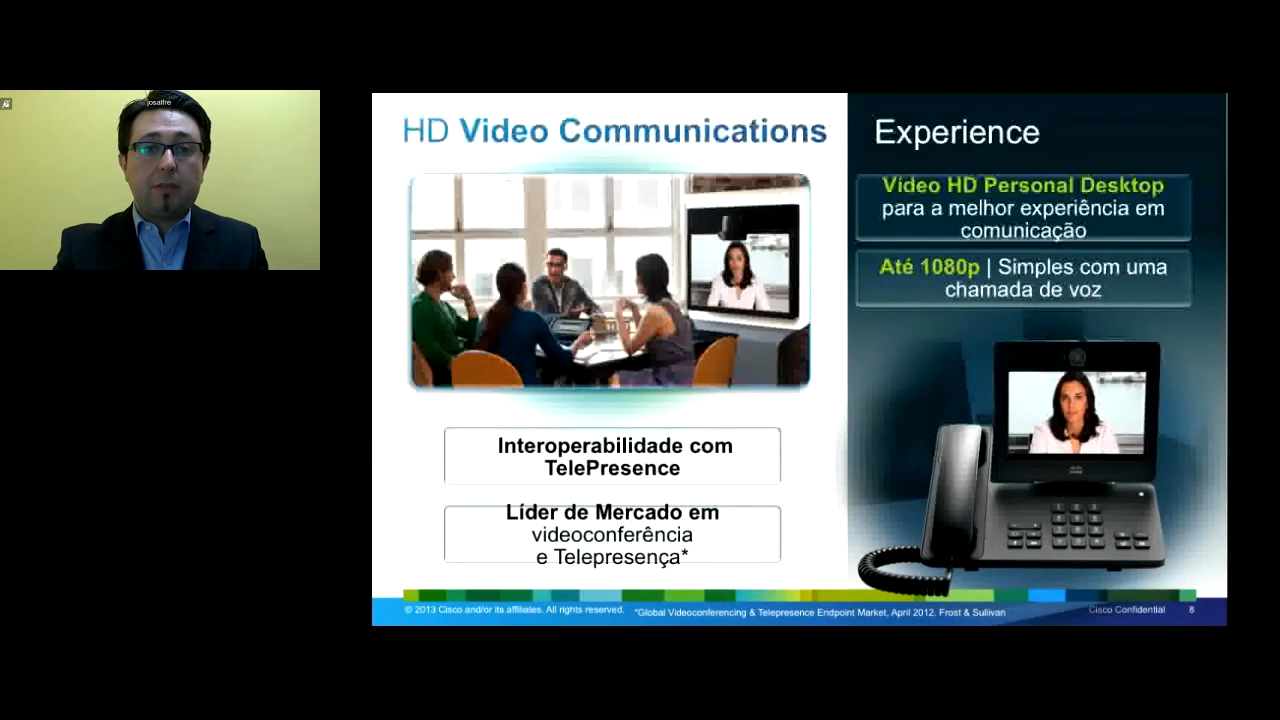 josalfre
HD Video Communications
Experience
Vídeo HD Personal Desktop
para a melhor experiência em
comunicação
Até 1080p | Simples com uma
chamada de voz
Interoperabilidade com
TelePresence
Líder de Mercado em
videoconferência
e Telepresença*
© 2013 Cisco and/or its affiliates. All rights reserved.
*Global Videoconferencing & Telepresence Endpoint Market, April 2012. Frost & Sullivan
Cisco Confidential
8